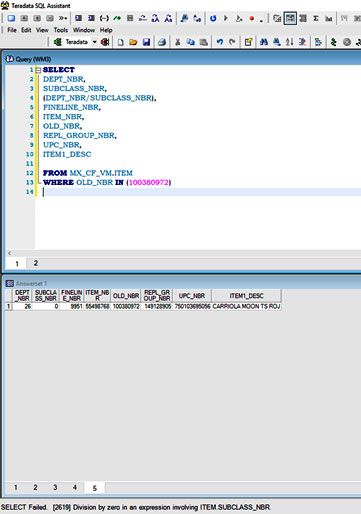 Teradata SQL Assistant
File Edit View Tools Window Help
Teradata
Query (WM3)
1 SELECT
2 DEPT_NBR,
3 SUBCLASS_NBR,
4 (DEPT_NBR/SUBCLASS_NBR),
5 FINELINE_NBR,
6 ITEM_NBR,
7 OLD_NBR,
8 REPL_GROUP_NBR,
9 UPC_NBR,
10 ITEM1_DESC
11
12 FROM MX_CF_VM.ITEM
13 WHERE OLD_NBR IN (100380972)
14
1 2
Answerset 1
DEPT_NBR SUBCLASS_NBR FINELINE_NBR ITEM_NBR OLD_NBR REPL_GROUP_NBR UPC_NBR ITEM1_DESC
1 26 0 9951 55498768 100380972 149128905 750103695056 CARRIOLA MOON TS ROJ
1 2 3 4 5
SELECT Failed. [2619] Division by zero in an expression involving ITEM.SUBCLASS_NBR.